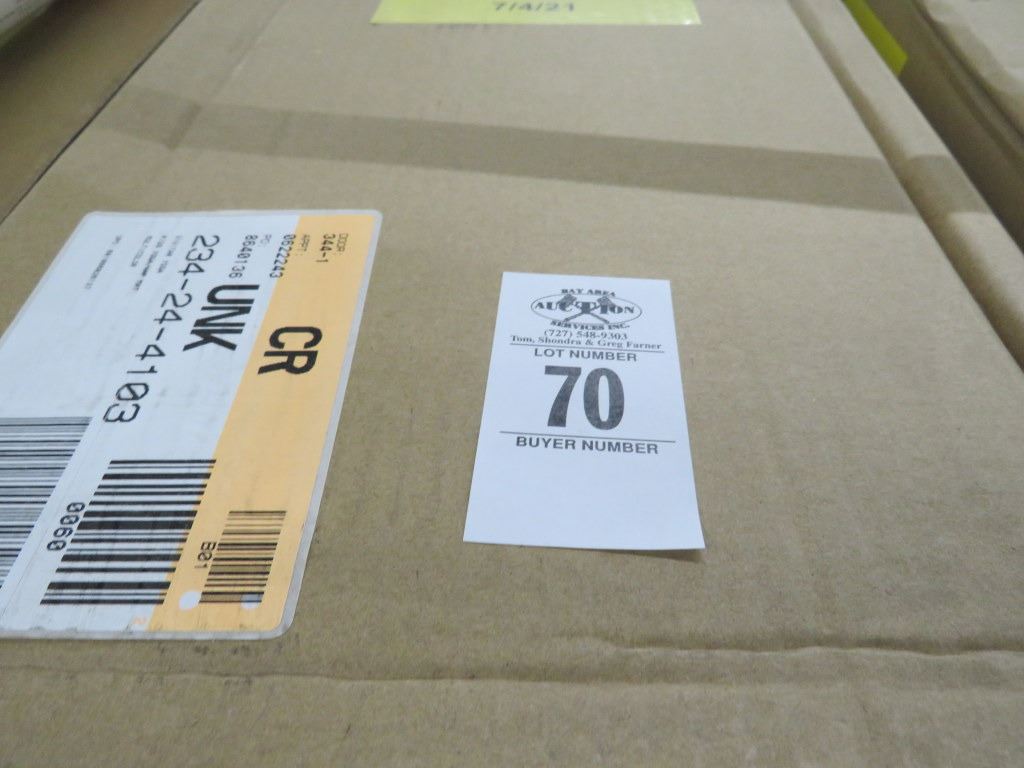 7/4/21
DOOR:
344-1
APPT:
0622243
PO:
8640136
CR
UNK
234-24-4103
0060
B01
BAY AREA
AUCTION
SERVICES INC.
(727) 548-9303
Tom, Shondra & Greg Farner
LOT NUMBER
70
BUYER NUMBER